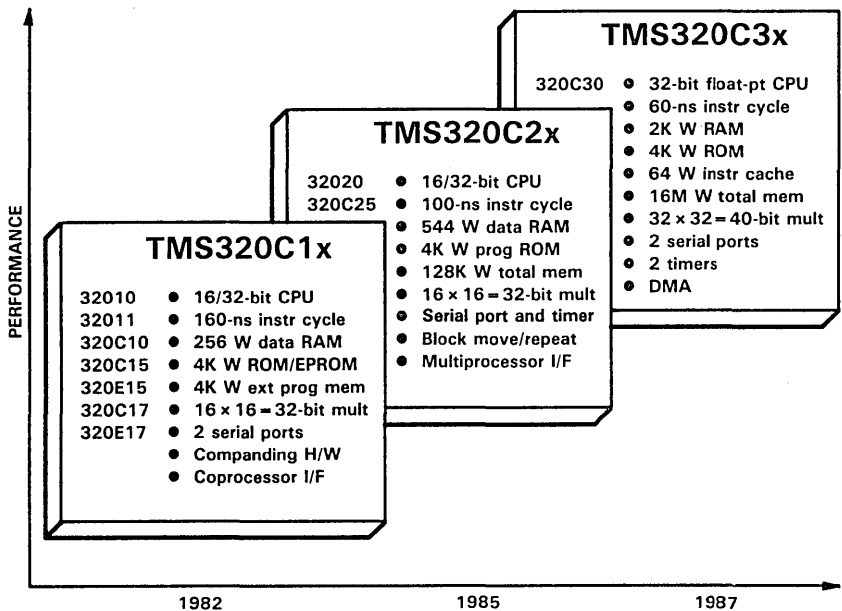 PERFORMANCE
TMS320C3x
320C30 ● 32-bit float-pt CPU
● 60-ns instr cycle
● 2K W RAM
● 4K W ROM
● 64 W instr cache
● 16M W total mem
● 32 × 32 = 40-bit mult
● 2 serial ports
● 2 timers
● DMA
TMS320C2x
32020 ● 16/32-bit CPU
320C25 ● 100-ns instr cycle
● 544 W data RAM
● 4K W prog ROM
● 128K W total mem
● 16 × 16 = 32-bit mult
● Serial port and timer
● Block move/repeat
● Multiprocessor I/F
TMS320C1x
32010 ● 16/32-bit CPU
32011 ● 160-ns instr cycle
320C10 ● 256 W data RAM
320C15 ● 4K W ROM/EPROM
320E15 ● 4K W ext prog mem
320C17 ● 16 × 16 = 32-bit mult
320E17 ● 2 serial ports
● Companding H/W
● Coprocessor I/F
1982 1985 1987